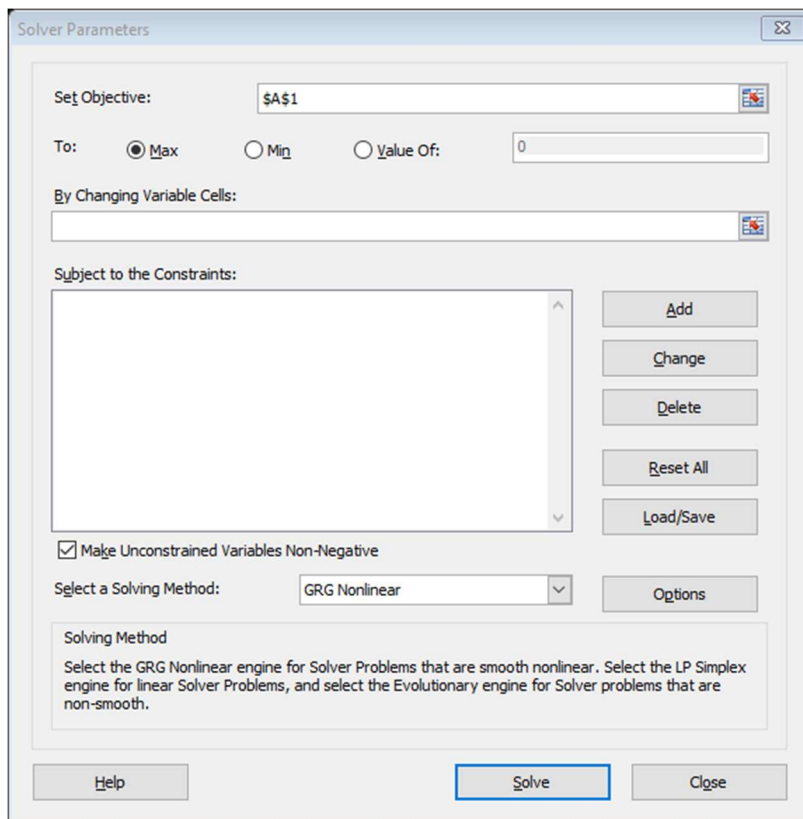 Solver Parameters
Set Objective:
$A$1
To:
Max
Min
Value Of:
0
By Changing Variable Cells:
Subject to the Constraints:
Add
Change
Delete
Reset All
Load/Save
Make Unconstrained Variables Non-Negative
Select a Solving Method:
GRG Nonlinear
Options
Solving Method
Select the GRG Nonlinear engine for Solver Problems that are smooth nonlinear. Select the LP Simplex
engine for linear Solver Problems, and select the Evolutionary engine for Solver problems that are
non-smooth.
Help
Solve
Close